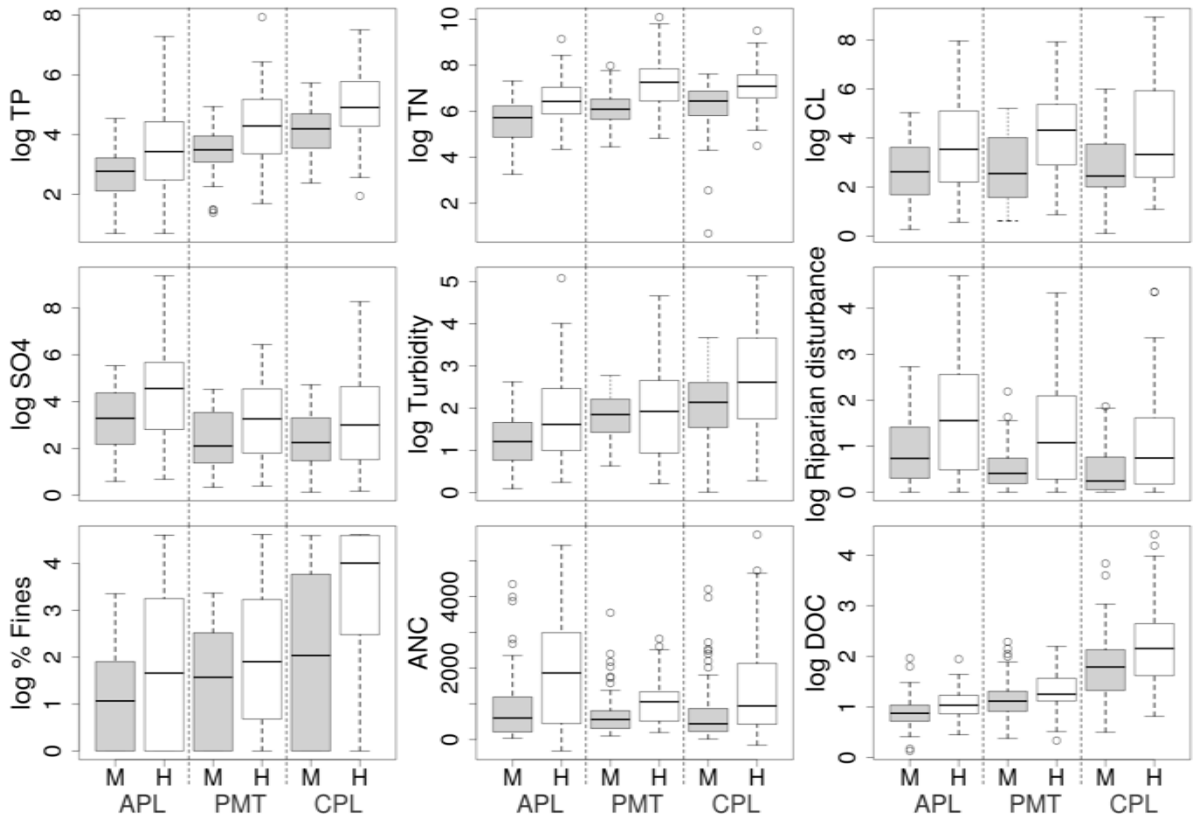 log TP
8
6
4
2
log TN
10
8
6
4
2
log CL
8
6
4
2
0
log SO4
8
6
4
2
0
log Turbidity
5
4
3
2
1
0
log Riparian disturbance
4
3
2
1
0
log % Fines
4
3
2
1
0
ANC
4000
2000
0
log DOC
4
3
2
1
0
M H M H M H
APL PMT CPL
M H M H M H
APL PMT CPL
M H M H M H
APL PMT CPL